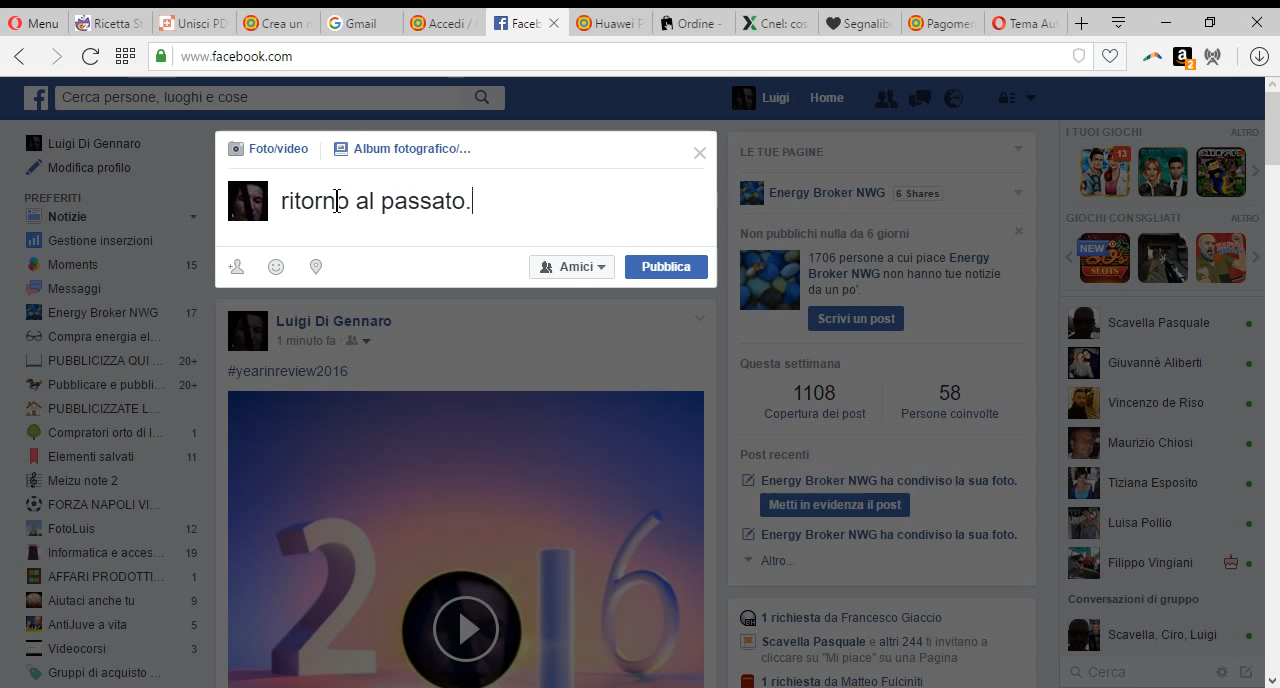 Menu
Ricetta St
Unisci PD
Crea un n
Gmail
Accedi /
Faceb
Huawei P
Ordine -
Cnel: cos
Segnalib
Pagomen
Tema Aut
www.facebook.com
a
2
f
Cerca persone, luoghi e cose
Luigi
Home
Luigi Di Gennaro
Modifica profilo
PREFERITI
Notizie
Gestione inserzioni
Moments 15
Messaggi
Energy Broker NWG 17
Compra energia el...
PUBBLICIZZA QUI ... 20+
Pubblicare e pubbli... 20+
PUBBLICIZZATE L...
Compratori orto di l... 1
Elementi salvati 11
Meizu note 2
FORZA NAPOLI VI...
FotoLuis 12
Informatica e acces... 19
AFFARI PRODOTTI... 1
Aiutaci anche tu 9
AntiJuve a vita 5
Videocorsi 3
Gruppi di acquisto ...
Foto/video
Album fotografico/...
ritorno al passato.
Amici
Pubblica
Luigi Di Gennaro
1 minuto fa ·
#yearinreview2016
2016
LE TUE PAGINE
Energy Broker NWG 6 Shares
Non pubblichi nulla da 6 giorni
1706 persone a cui piace Energy
Broker NWG non hanno tue notizie
da un po'.
Scrivi un post
Questa settimana
1108 58
Copertura dei post Persone coinvolte
Post recenti
Energy Broker NWG ha condiviso la sua foto.
Metti in evidenza il post
Energy Broker NWG ha condiviso la sua foto.
Altro...
1 richiesta da Francesco Giaccio
Scavella Pasquale e altri 244 ti invitano a
cliccare su "Mi piace" su una Pagina
1 richiesta da Matteo Fulciniti
I TUOI GIOCHI ALTRO
13
GIOCHI CONSIGLIATI ALTRO
NEW
SLOTS
Scavella Pasquale
Giuvannè Aliberti
Vincenzo de Riso
Maurizio Chiosi
Tiziana Esposito
Luisa Pollio
Filippo Vingiani
Conversazioni di gruppo
Scavella, Ciro, Luigi
Cerca